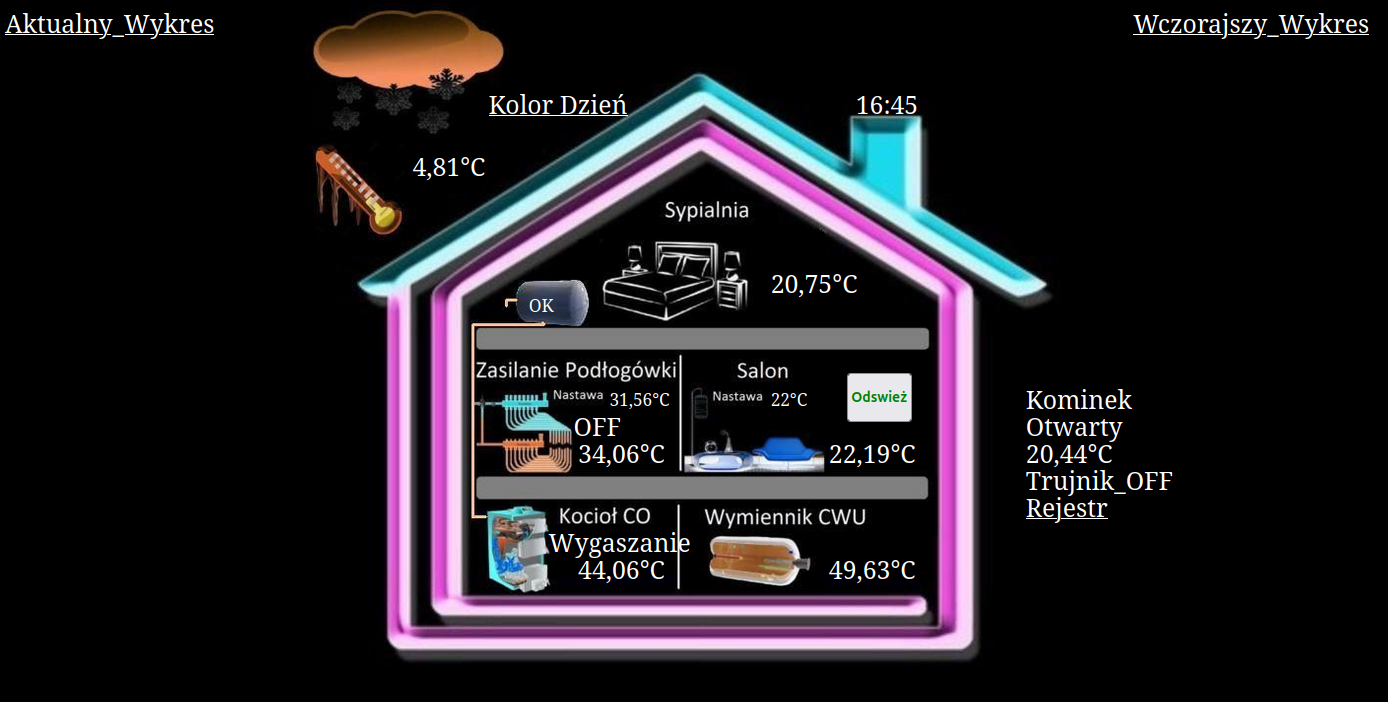 Aktualny_Wykres
Wczorajszy_Wykres
Kolor Dzień
16:45
4,81°C
Sypialnia
20,75°C
OK
Zasilanie Podłogówki
Nastawa 31,56°C
OFF
34,06°C
Salon
Nastawa 22°C
Odswież
22,19°C
Kominek
Otwarty
20,44°C
Trujnik_OFF
Rejestr
Kocioł CO
Wygaszanie
44,06°C
Wymiennik CWU
49,63°C